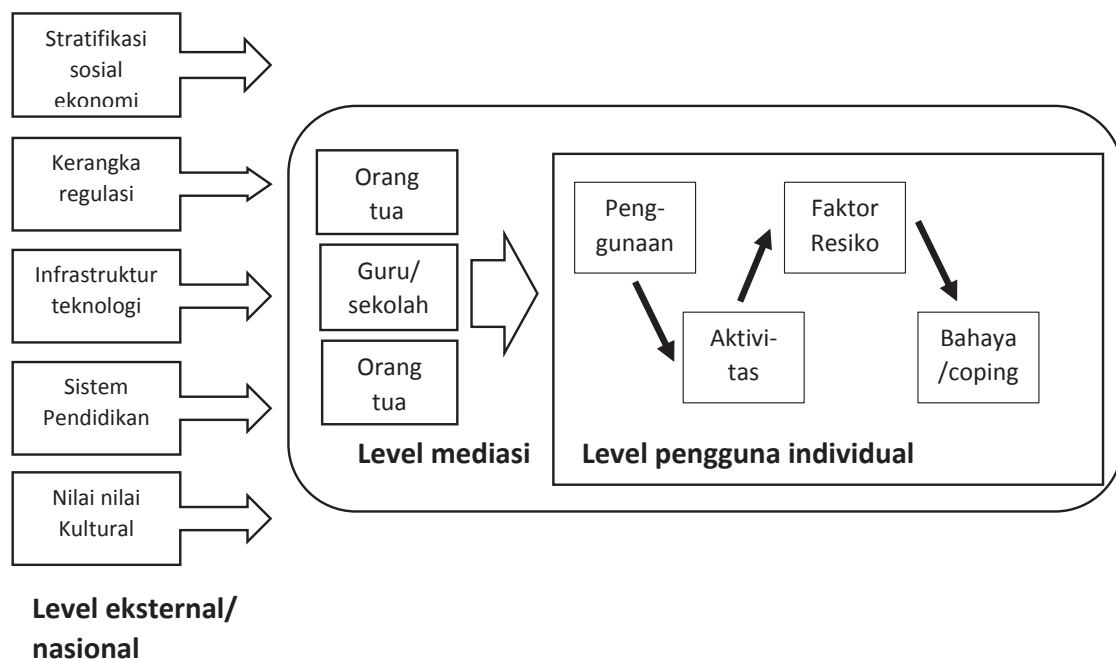 Stratifikasi
sosial
ekonomi
Kerangka
regulasi
Infrastruktur
teknologi
Sistem
Pendidikan
Nilai nilai
Kultural
Level eksternal/
nasional
Orang
tua
Guru/
sekolah
Orang
tua
Level mediasi
Peng-
gunaan
Aktivi-
tas
Faktor
Resiko
Bahaya
/coping
Level pengguna individual